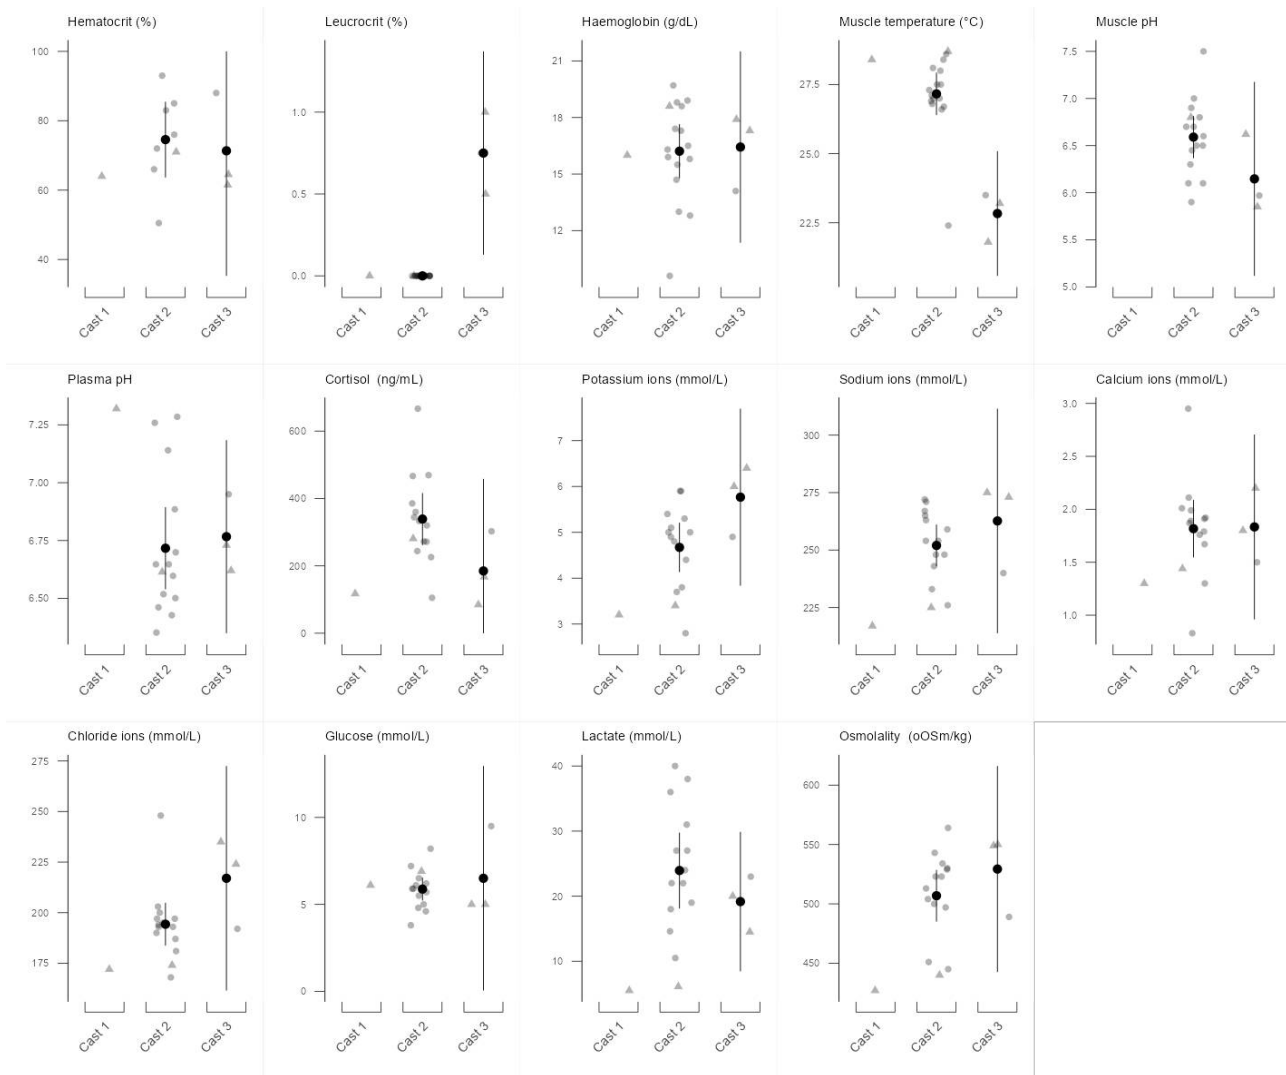 Hematocrit (%)
100
80
60
40
Cast 1
Cast 2
Cast 3
Leucrocrit (%)
1.0
0.5
0.0
Cast 1
Cast 2
Cast 3
Haemoglobin (g/dL)
21
18
15
12
Cast 1
Cast 2
Cast 3
Muscle temperature (°C)
27.5
25.0
22.5
Cast 1
Cast 2
Cast 3
Muscle pH
7.5
7.0
6.5
6.0
5.5
5.0
Cast 1
Cast 2
Cast 3
Plasma pH
7.25
7.00
6.75
6.50
Cast 1
Cast 2
Cast 3
Cortisol (ng/mL)
600
400
200
0
Cast 1
Cast 2
Cast 3
Potassium ions (mmol/L)
7
6
5
4
3
Cast 1
Cast 2
Cast 3
Sodium ions (mmol/L)
300
275
250
225
Cast 1
Cast 2
Cast 3
Calcium ions (mmol/L)
3.0
2.5
2.0
1.5
1.0
Cast 1
Cast 2
Cast 3
Chloride ions (mmol/L)
275
250
225
200
175
Cast 1
Cast 2
Cast 3
Glucose (mmol/L)
10
5
0
Cast 1
Cast 2
Cast 3
Lactate (mmol/L)
40
30
20
10
Cast 1
Cast 2
Cast 3
Osmolality (oOSm/kg)
600
550
500
450
Cast 1
Cast 2
Cast 3